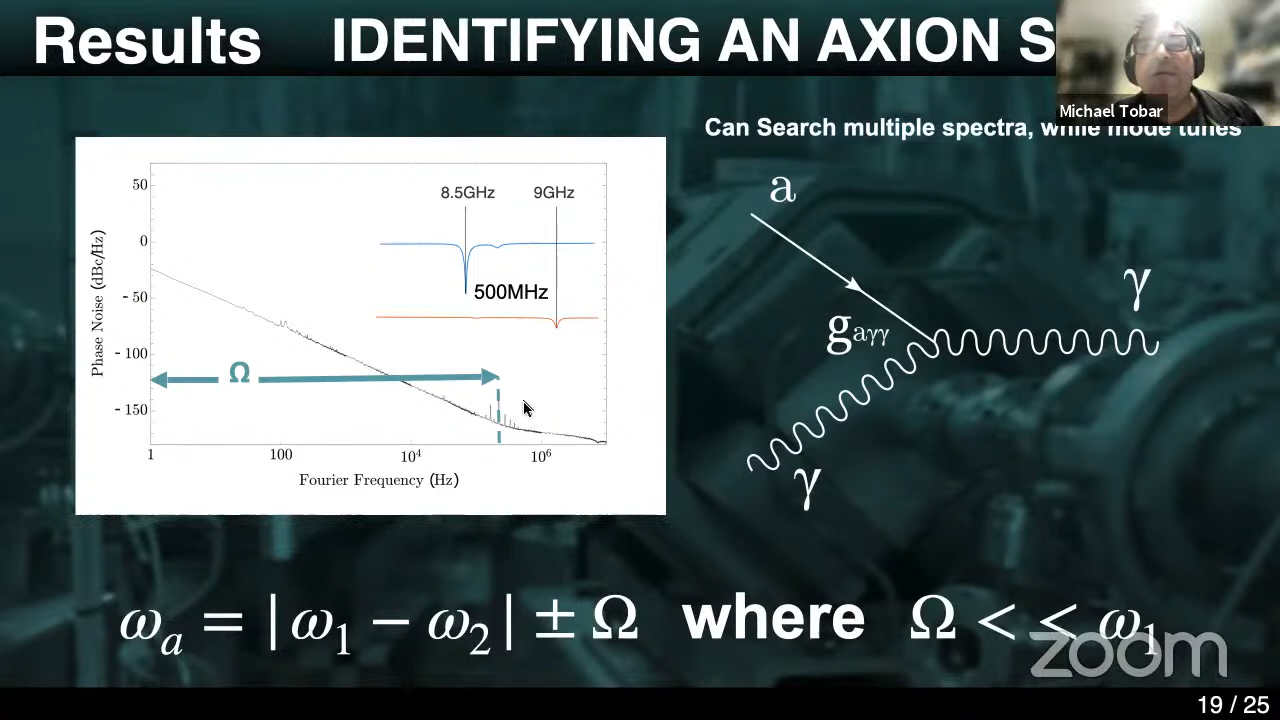 Results IDENTIFYING AN AXION S
Michael Tobar
Can Search multiple spectra, while mode tunes
50
0
- 50
- 100
- 150
Phase Noise (dBc/Hz)
8.5GHz 9GHz
500MHz
Ω
1 100 10⁴ 10⁶
Fourier Frequency (Hz)
a
γ
gaγγ
γ
ωₐ = | ω₁ − ω₂ | ± Ω where Ω < < ω₁
zoom
19 / 25